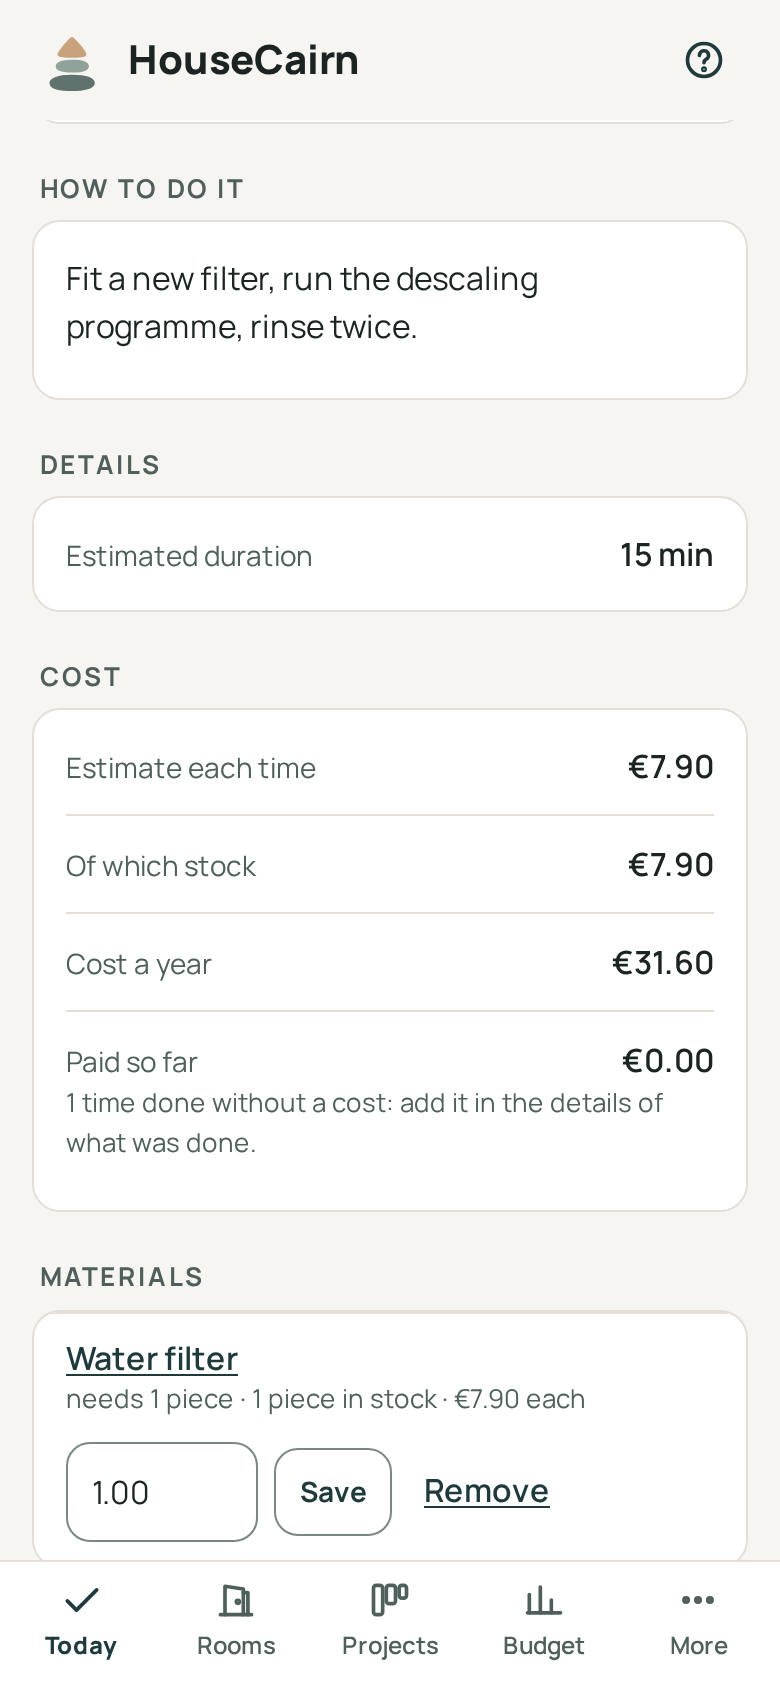 HouseCairn
HOW TO DO IT
Fit a new filter, run the descaling
programme, rinse twice.
DETAILS
Estimated duration 15 min
COST
Estimate each time €7.90
Of which stock €7.90
Cost a year €31.60
Paid so far €0.00
1 time done without a cost: add it in the details of
what was done.
MATERIALS
Water filter
needs 1 piece · 1 piece in stock · €7.90 each
1.00 Save Remove
Today Rooms Projects Budget More